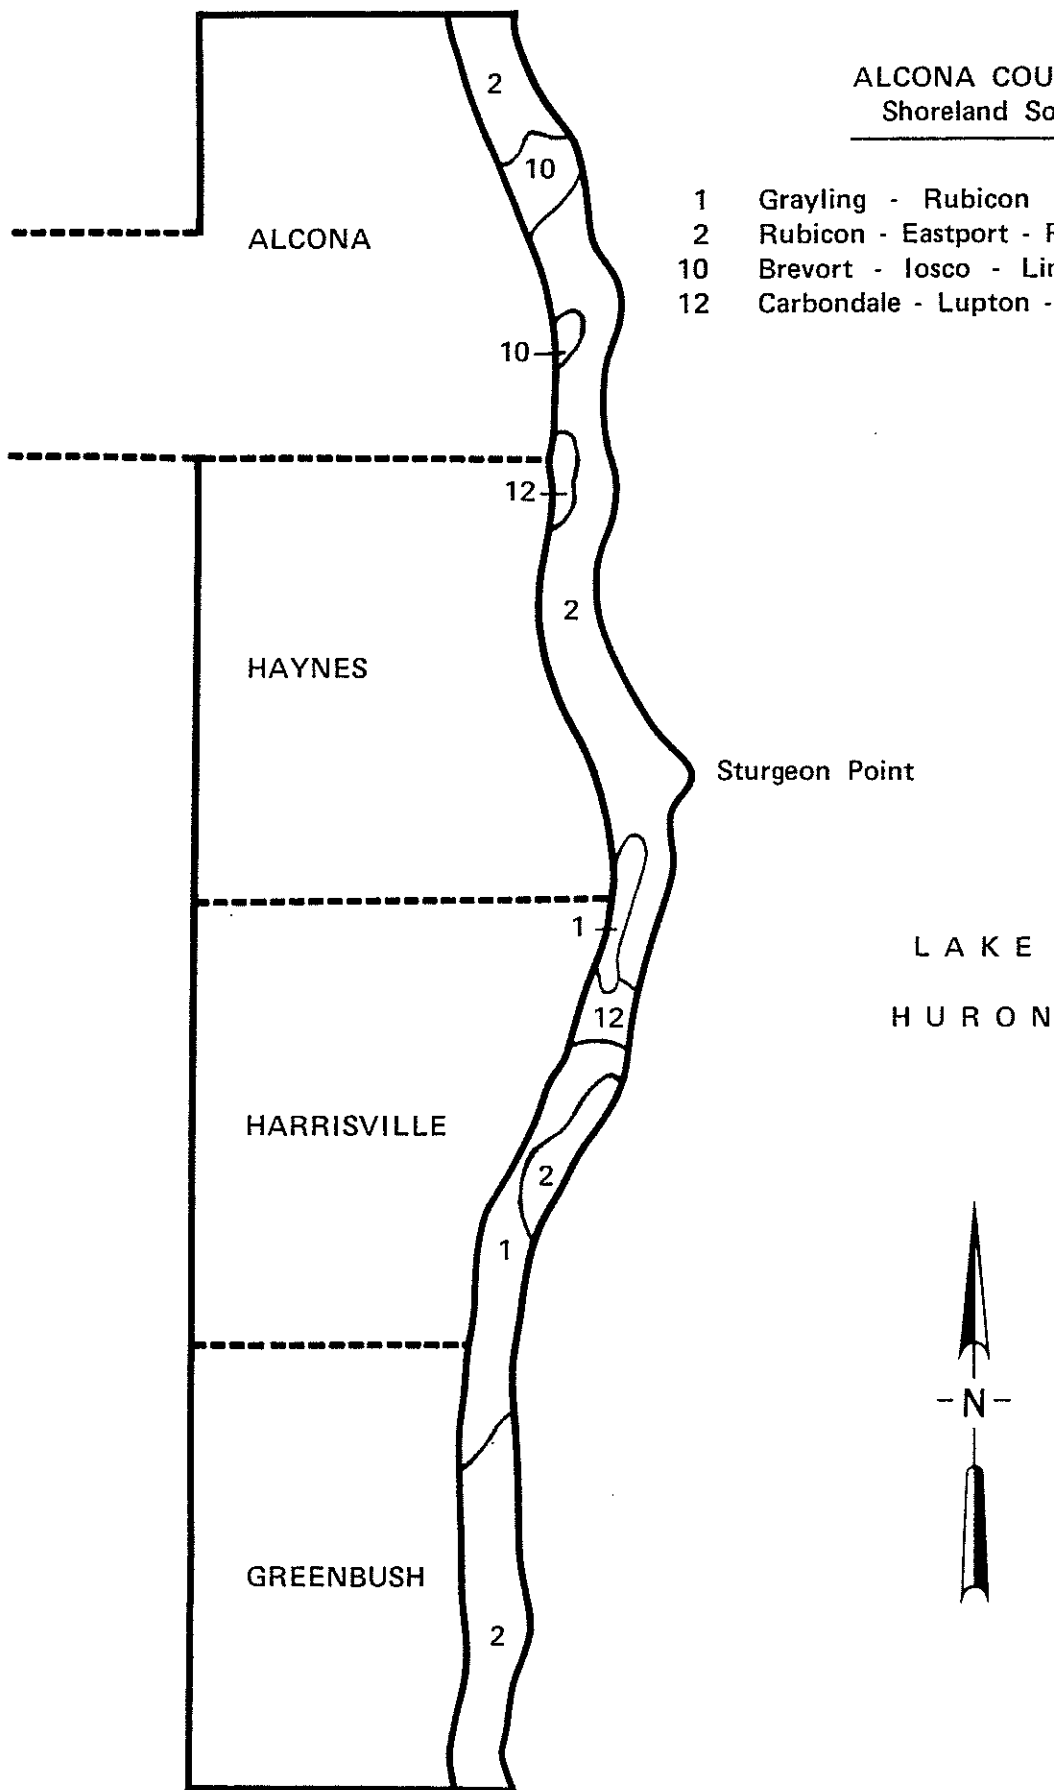 ALCONA COU
Shoreland So
1 Grayling - Rubicon
2 Rubicon - Eastport - R
10 Brevort - Iosco - Lin
12 Carbondale - Lupton -
2
10
ALCONA
10
12
2
HAYNES
Sturgeon Point
1
LAKE
HURON
12
HARRISVILLE
2
1
- N -
GREENBUSH
2